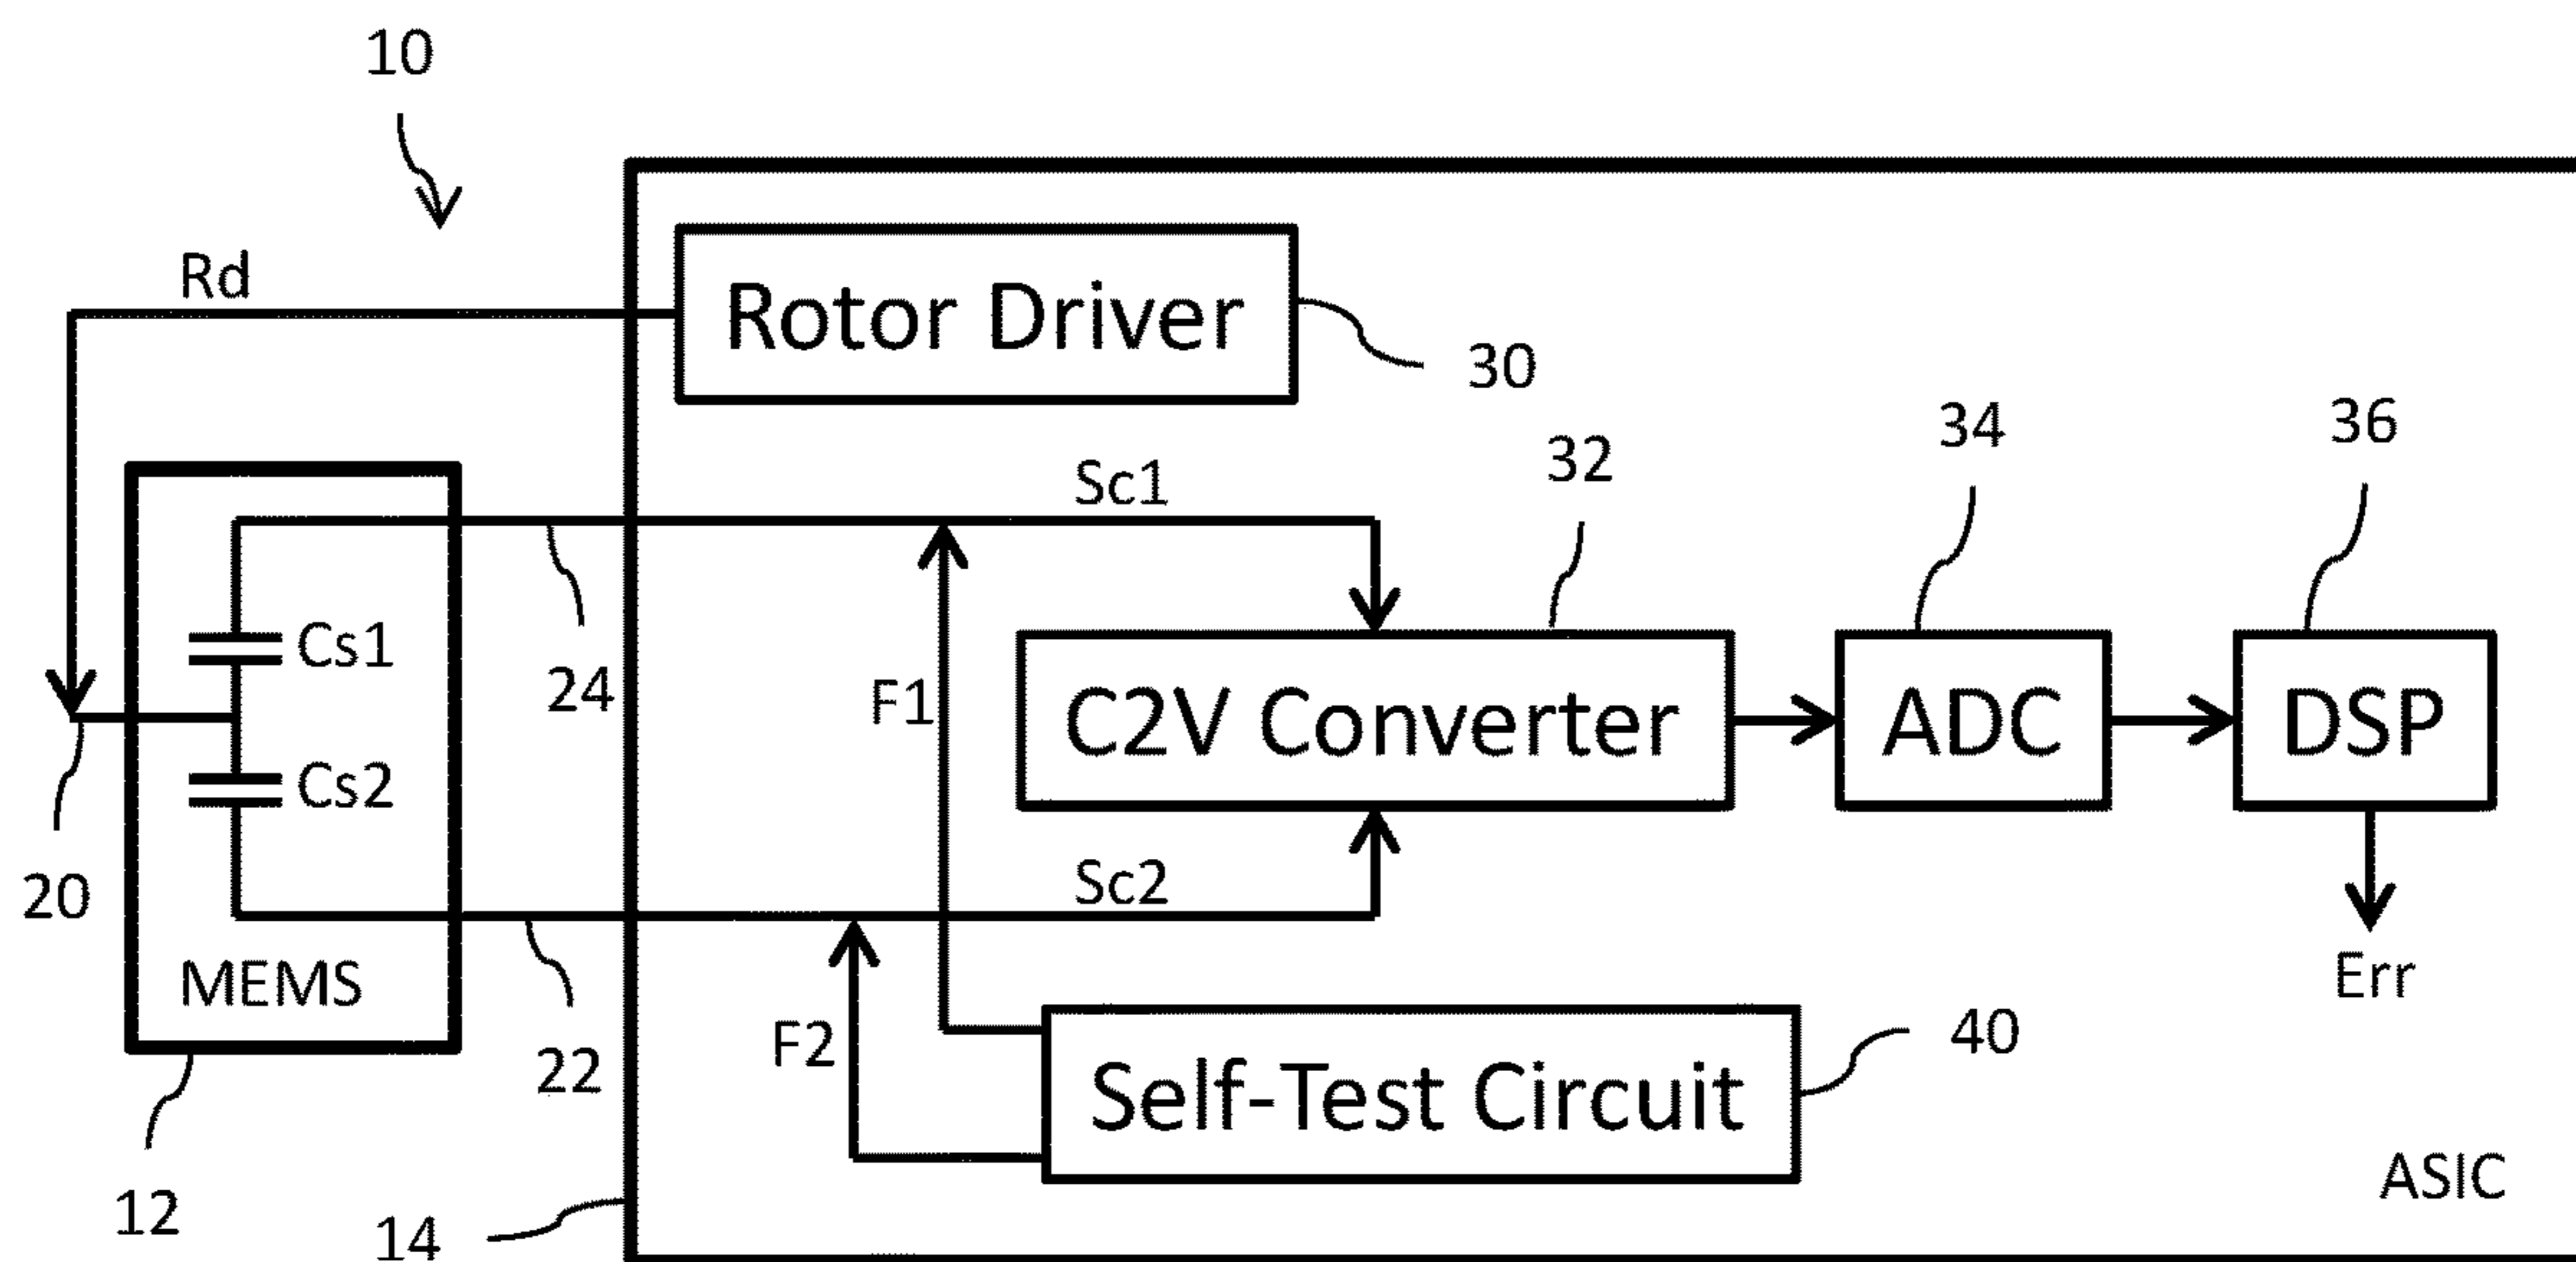 10
Rd
Rotor Driver
30
32
34
36
Sc1
Cs1
24
F1
C2V Converter
ADC
DSP
Cs2
20
Sc2
MEMS
22
F2
Err
Self-Test Circuit
40
12
14
ASIC